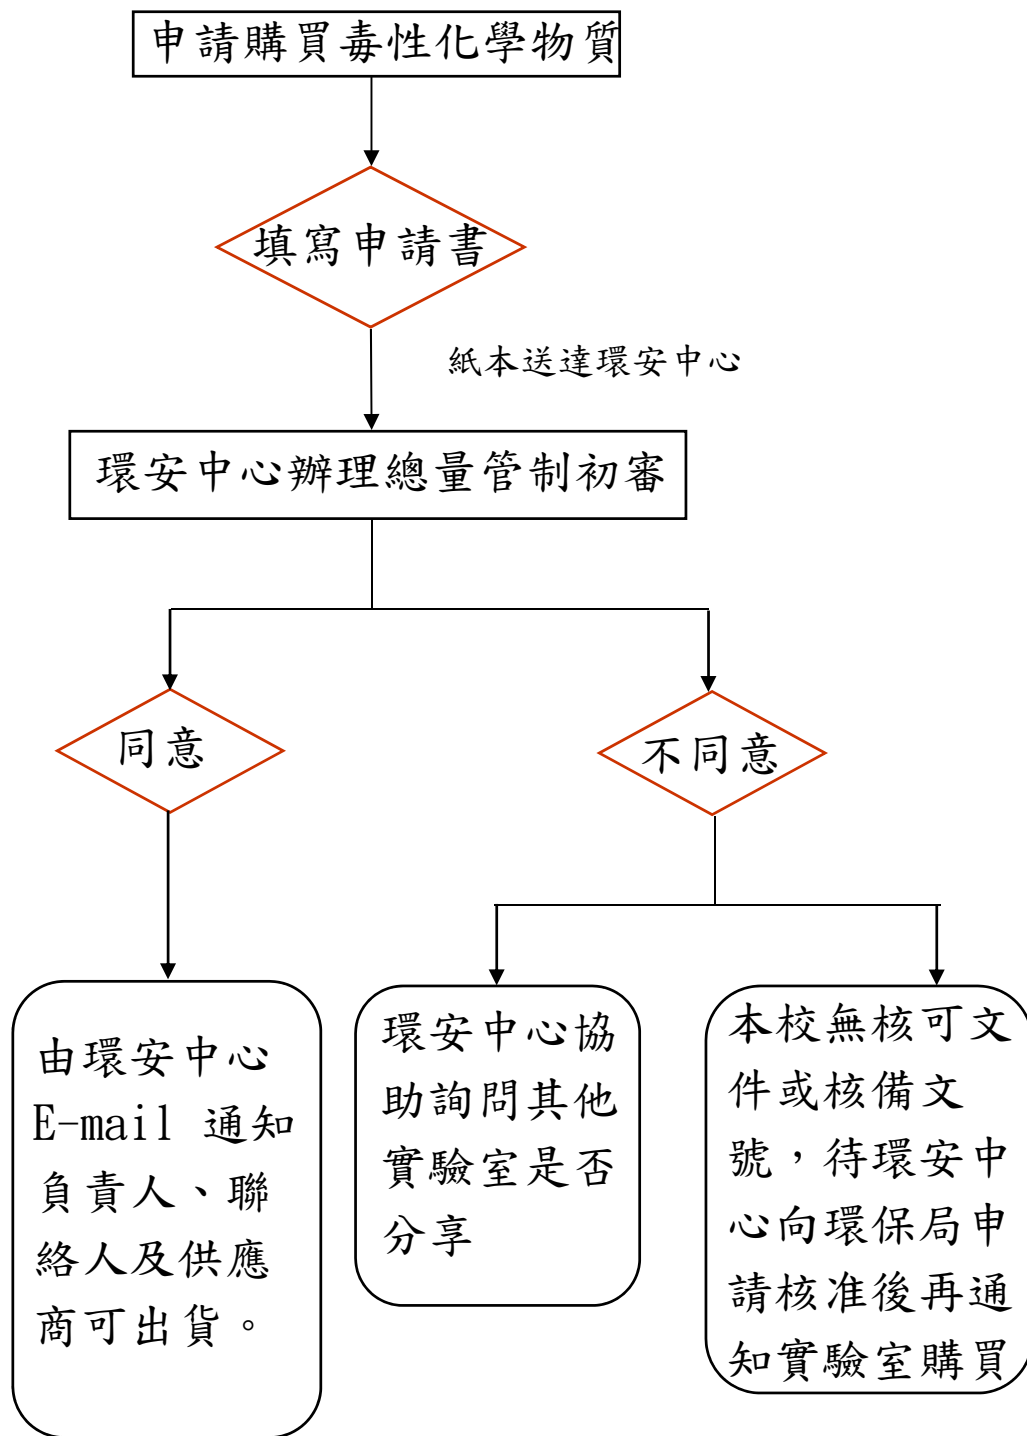 申請購買毒性化學物質
填寫申請書
紙本送達環安中心
環安中心辦理總量管制初審
同意
不同意
由環安中心
E-mail 通知
負責人、聯
絡人及供應
商可出貨。
環安中心協
助詢問其他
實驗室是否
分享
本校無核可文
件或核備文
號，待環安中
心向環保局申
請核准後再通
知實驗室購買